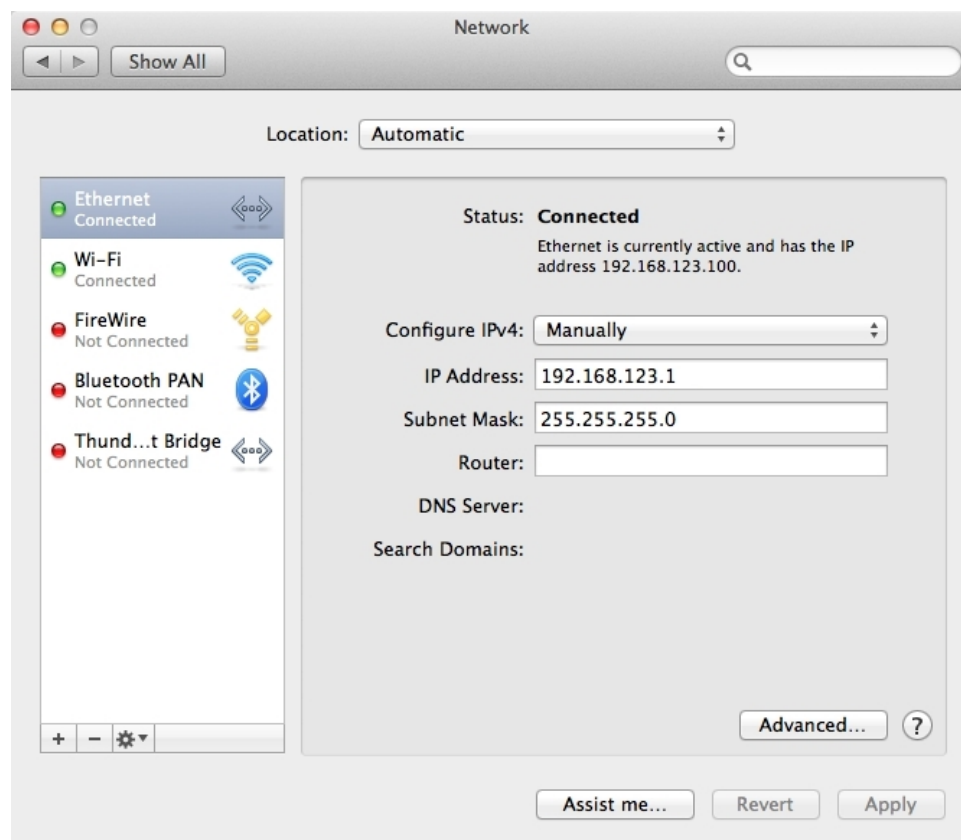 Network
Show All
Location: Automatic
Ethernet
Connected
Wi-Fi
Connected
FireWire
Not Connected
Bluetooth PAN
Not Connected
Thund...t Bridge
Not Connected
Status: Connected
Ethernet is currently active and has the IP
address 192.168.123.100.
Configure IPv4: Manually
IP Address: 192.168.123.1
Subnet Mask: 255.255.255.0
Router:
DNS Server:
Search Domains:
+ −
Advanced... ?
Assist me... Revert Apply